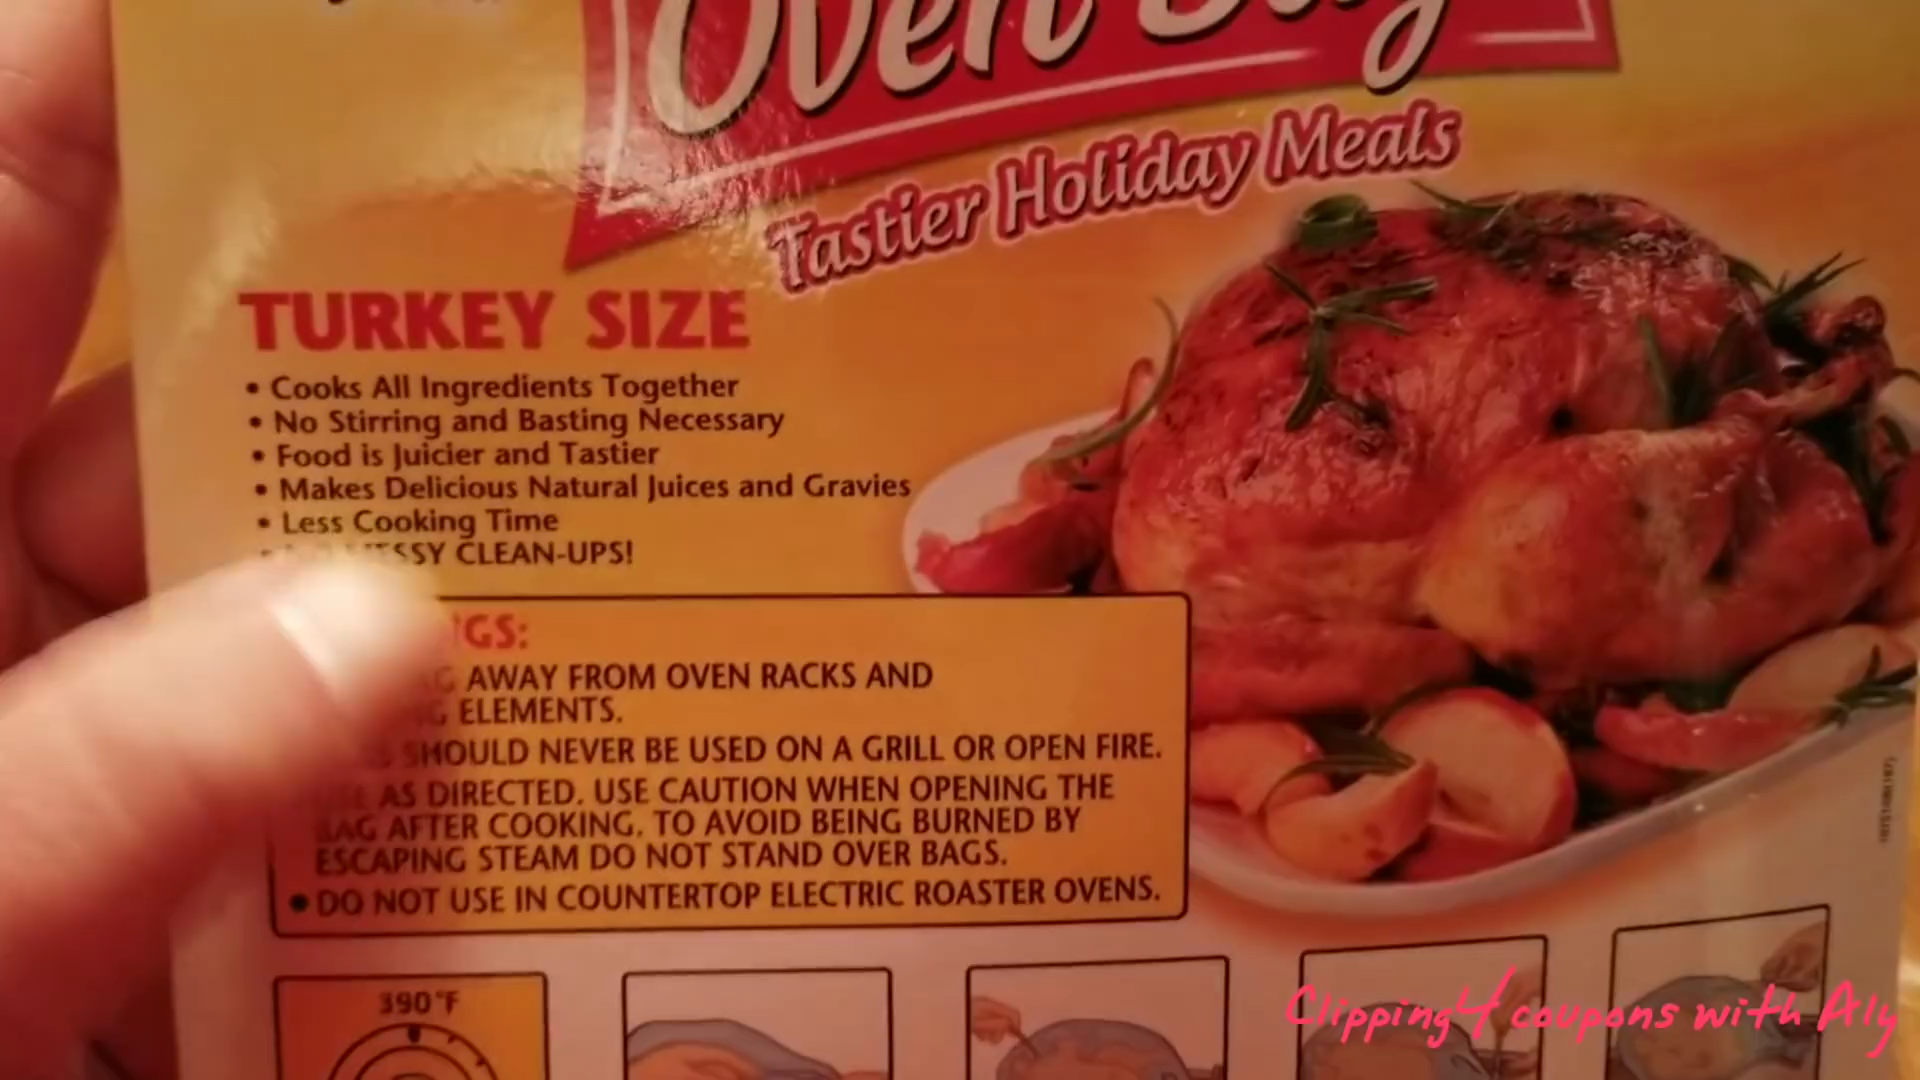 Oven
Tastier Holiday Meals
TURKEY SIZE
• Cooks All Ingredients Together
• No Stirring and Basting Necessary
• Food is Juicier and Tastier
• Makes Delicious Natural Juices and Gravies
• Less Cooking Time
CLEAN-UPS!
AWAY FROM OVEN RACKS AND
ELEMENTS.
SHOULD NEVER BE USED ON A GRILL OR OPEN FIRE.
AS DIRECTED. USE CAUTION WHEN OPENING THE
BAG AFTER COOKING. TO AVOID BEING BURNED BY
ESCAPING STEAM DO NOT STAND OVER BAGS.
• DO NOT USE IN COUNTERTOP ELECTRIC ROASTER OVENS.
390°F
Clipping4 coupons with Aly